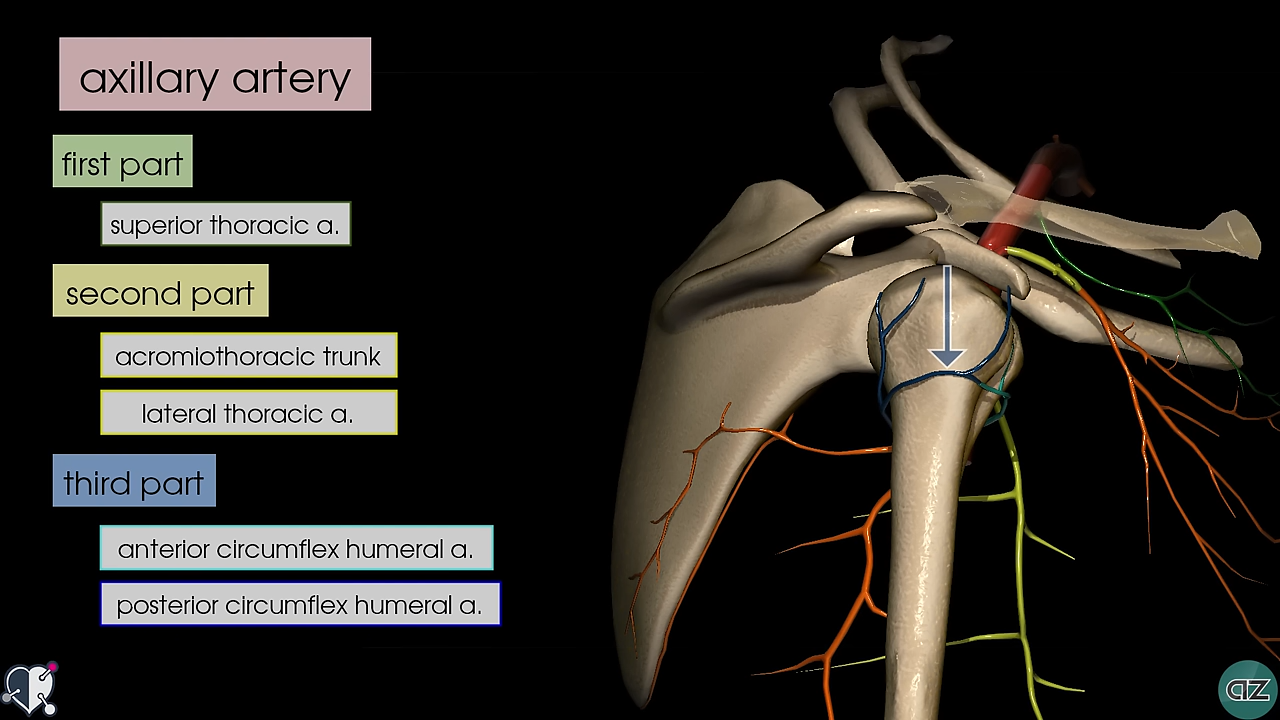 axillary artery
first part
superior thoracic a.
second part
acromiothoracic trunk
lateral thoracic a.
third part
anterior circumflex humeral a.
posterior circumflex humeral a.
az